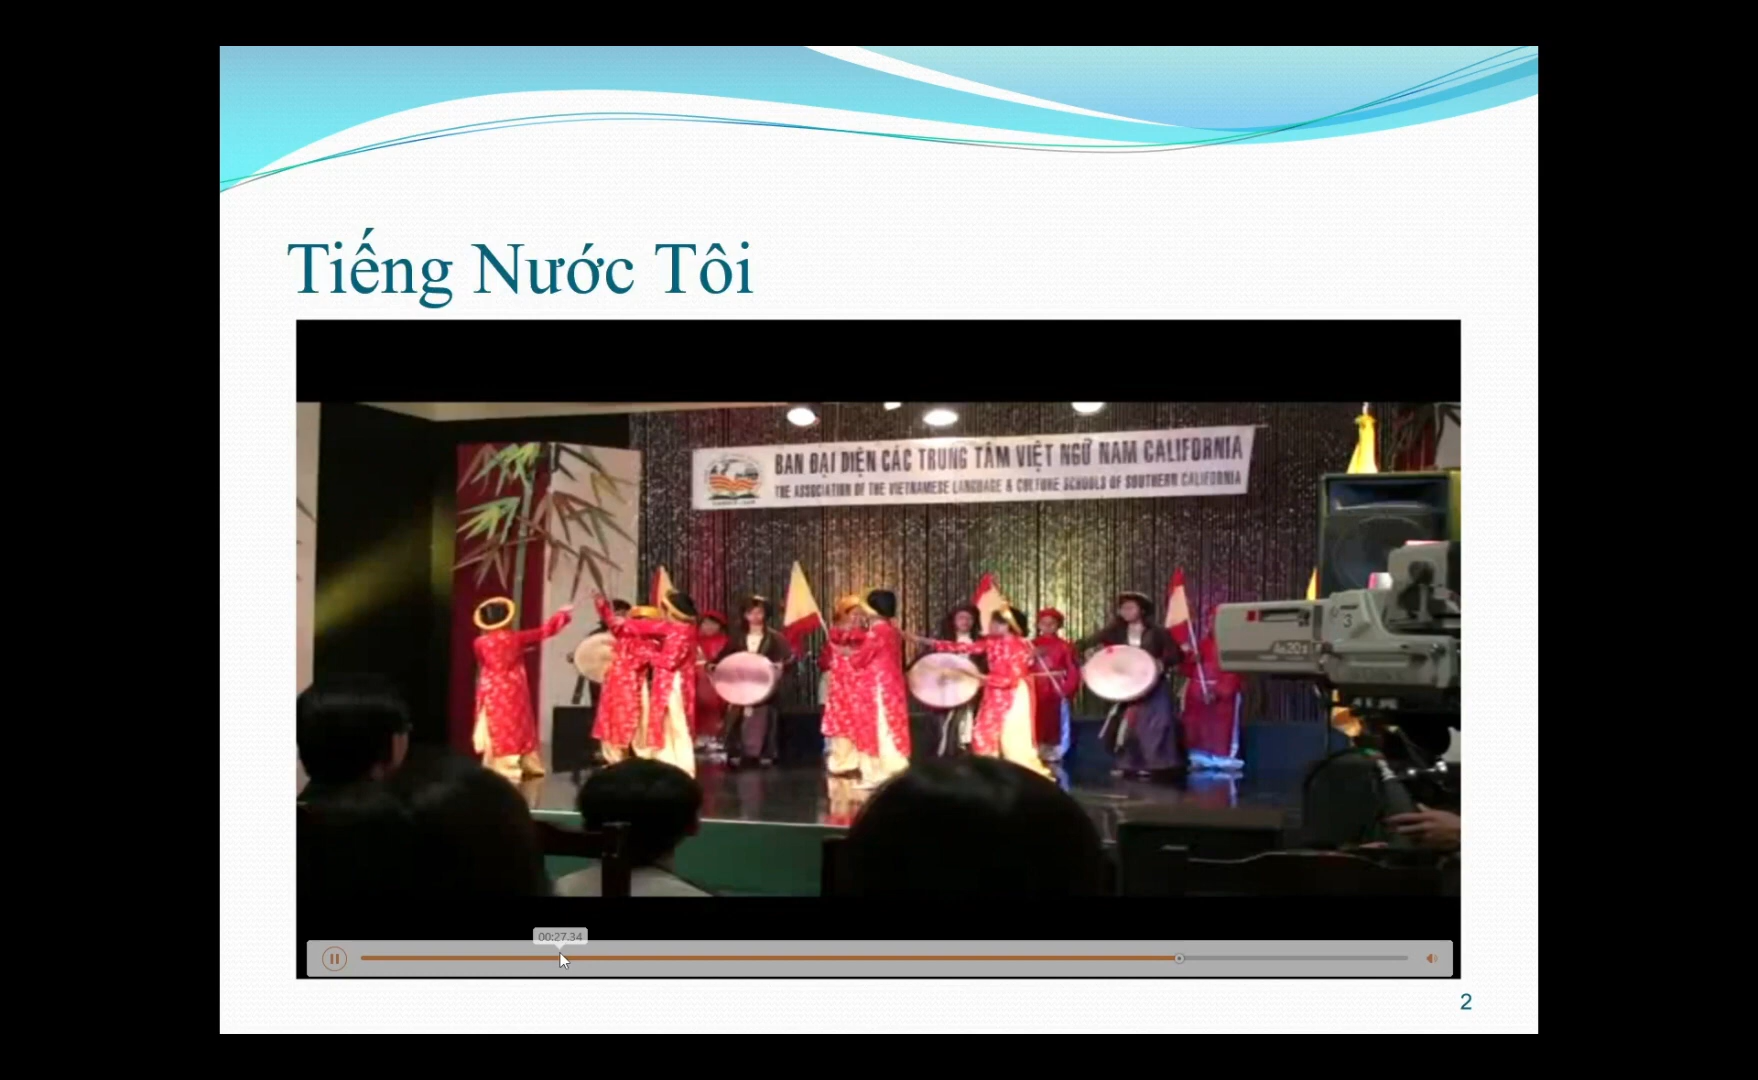 Tiếng Nước Tôi
BAN ĐẠI DIỆN CÁC TRUNG TÂM VIỆT NGỮ NAM CALIFORNIA
THE ASSOCIATION OF THE VIETNAMESE LANGUAGE & CULTURE SCHOOLS OF SOUTHERN CALIFORNIA
3
00:27.34
2